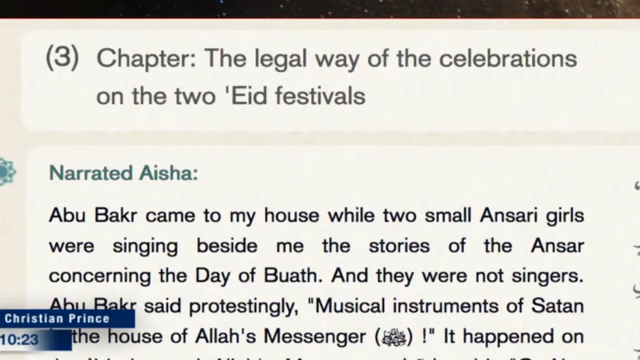 (3) Chapter: The legal way of the celebrations
on the two 'Eid festivals
Narrated Aisha:
Abu Bakr came to my house while two small Ansari girls
were singing beside me the stories of the Ansar
concerning the Day of Buath. And they were not singers.
Abu Bakr said protestingly, "Musical instruments of Satan
the house of Allah's Messenger (ﷺ) !" It happened on
Christian Prince
10:23